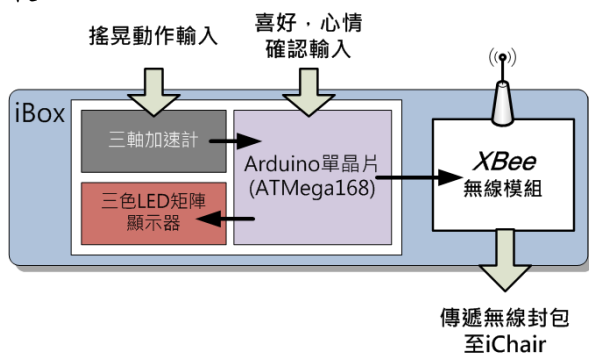 搖晃動作輸入
喜好，心情
確認輸入
iBox
三軸加速計
Arduino單晶片
(ATMega168)
三色LED矩陣
顯示器
XBee
無線模組
傳遞無線封包
至iChair